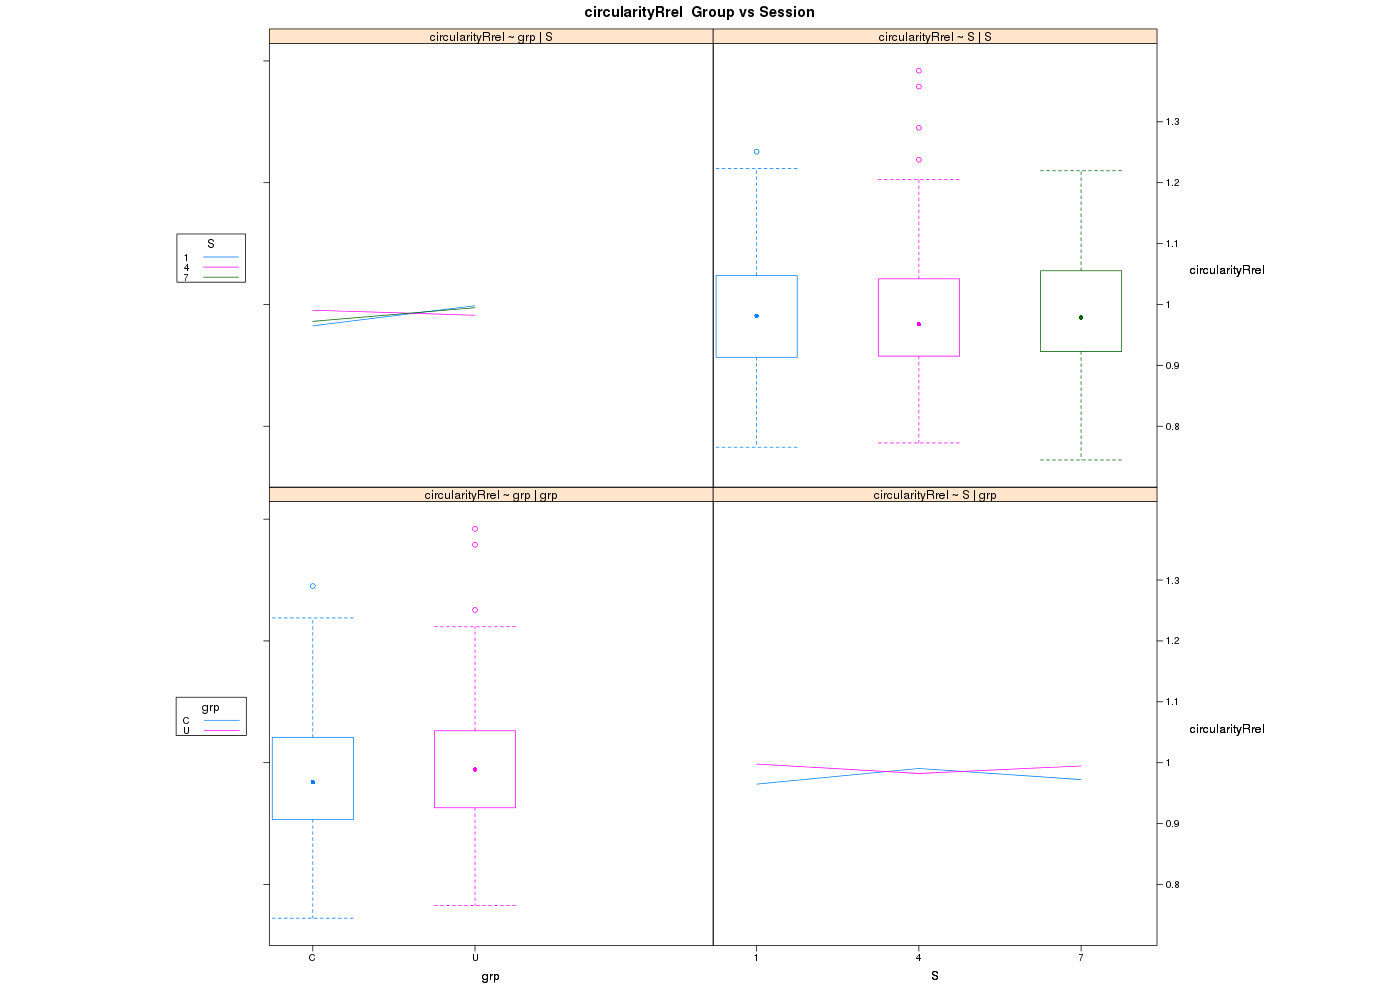 circularityRrel  Group vs Session
circularityRrel ~ grp | S
circularityRrel ~ S | S
1.3
1.2
1.1
1
0.9
0.8
circularityRrel
S
1
4
7
circularityRrel ~ grp | grp
circularityRrel ~ S | grp
1.3
1.2
1.1
1
0.9
0.8
circularityRrel
grp
C
U
C
U
1
4
7
grp
S